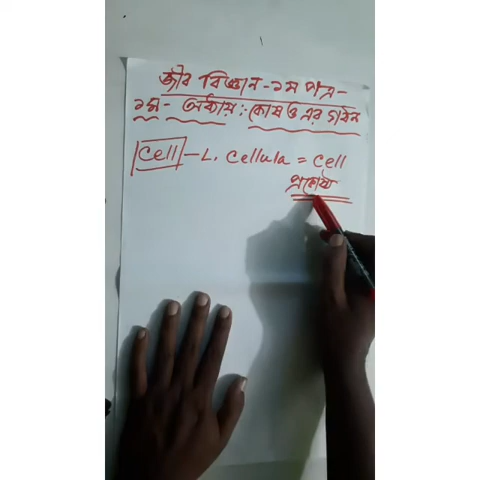 জীব বিজ্ঞান-১ম পত্র-
১ম- অধ্যায়: কোষ ও এর গঠন
Cell - L. Cellula = Cell
প্রকোষ্ঠ